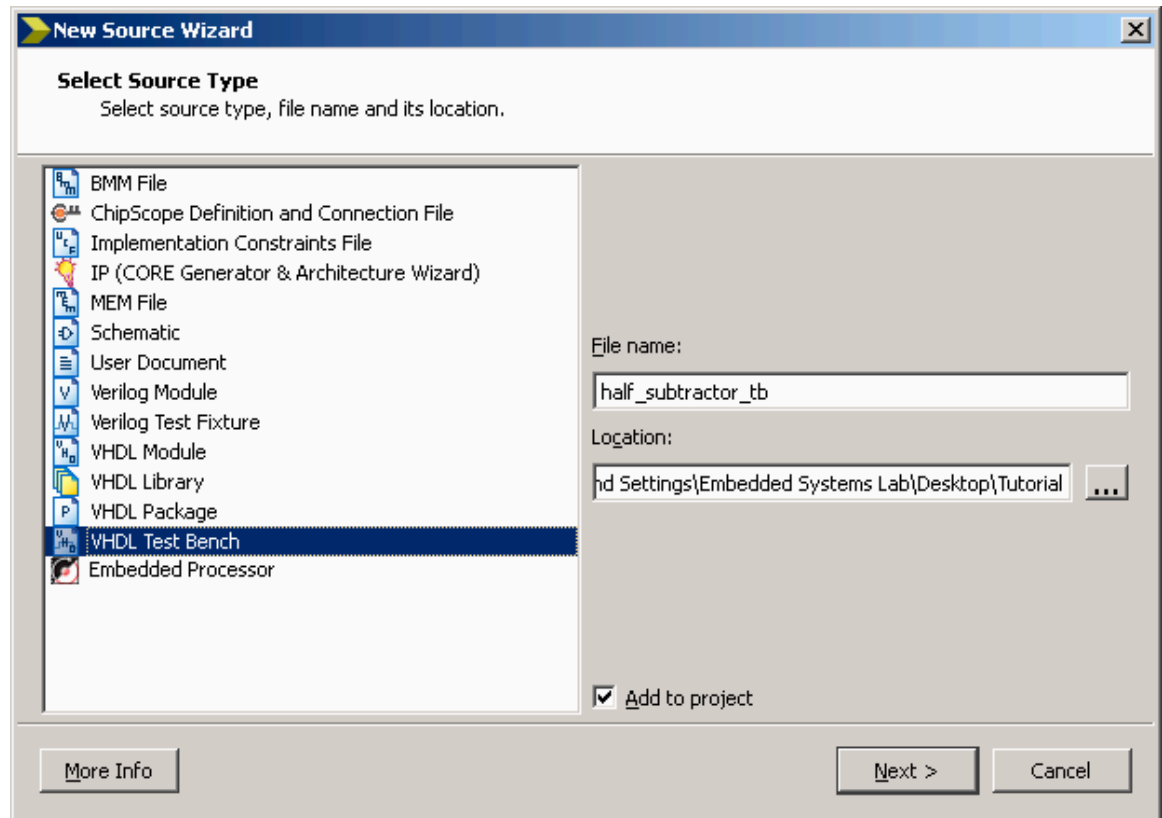 New Source Wizard
Select Source Type
Select source type, file name and its location.
BMM File
ChipScope Definition and Connection File
Implementation Constraints File
IP (CORE Generator & Architecture Wizard)
MEM File
Schematic
User Document
Verilog Module
Verilog Test Fixture
VHDL Module
VHDL Library
VHDL Package
VHDL Test Bench
Embedded Processor
File name:
half_subtractor_tb
Location:
nd Settings\Embedded Systems Lab\Desktop\Tutorial
...
Add to project
More Info
Next >
Cancel